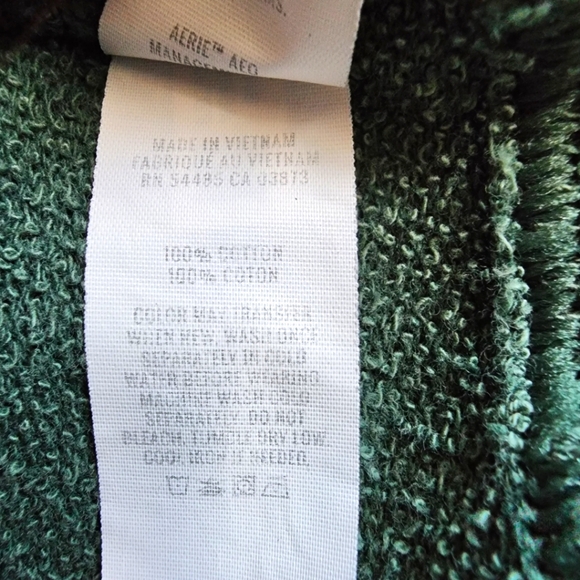 AERIE™ AEO
MADE IN VIETNAM
FABRIQUÉ AU VIETNAM
RN 54485 CA 03873
100% COTTON
100% COTON
COLOR MAY TRANSFER
WHEN NEW. WASH ONCE
SEPARATELY IN COLD
WATER BEFORE WEARING.
MACHINE WASH COLD
SEPARATELY. DO NOT
BLEACH. TUMBLE DRY LOW.
COOL IRON IF NEEDED.